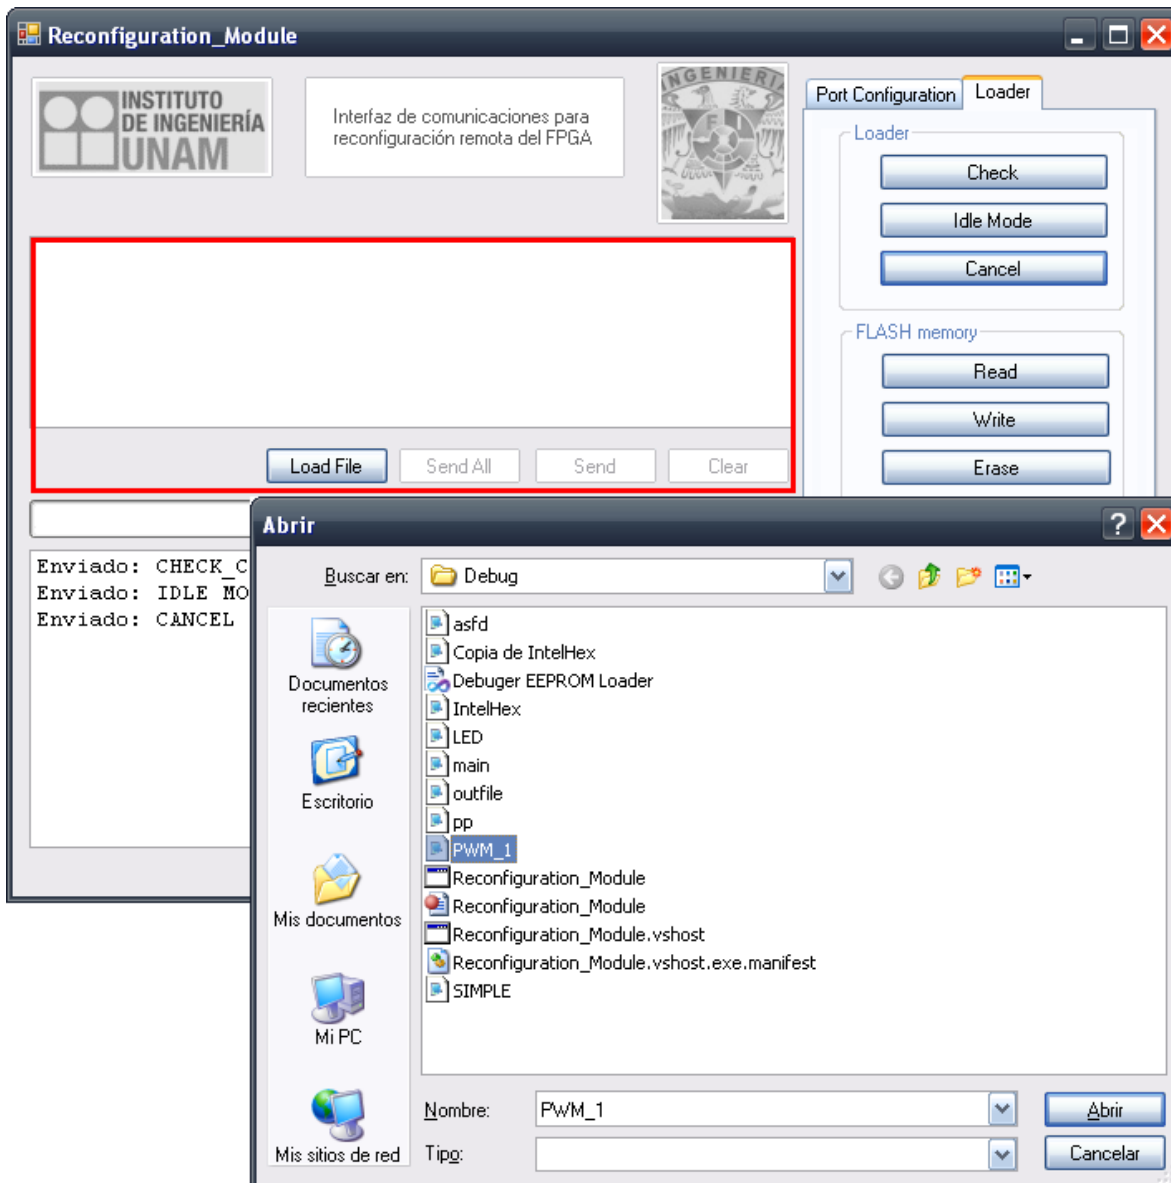 Reconfiguration_Module
INSTITUTO
DE INGENIERÍA
UNAM
Interfaz de comunicaciones para
reconfiguración remota del FPGA
INGENIERIA
Port Configuration
Loader
Loader
Check
Idle Mode
Cancel
FLASH memory
Read
Write
Erase
Load File
Send All
Send
Clear
Enviado: CHECK_C
Enviado: IDLE MO
Enviado: CANCEL
Abrir
Buscar en:
Debug
Documentos
recientes
Escritorio
Mis documentos
Mi PC
Mis sitios de red
asfd
Copia de IntelHex
Debuger EEPROM Loader
IntelHex
LED
main
outfile
pp
PWM_1
Reconfiguration_Module
Reconfiguration_Module
Reconfiguration_Module.vshost
Reconfiguration_Module.vshost.exe.manifest
SIMPLE
Nombre:
PWM_1
Abrir
Tipo:
Cancelar